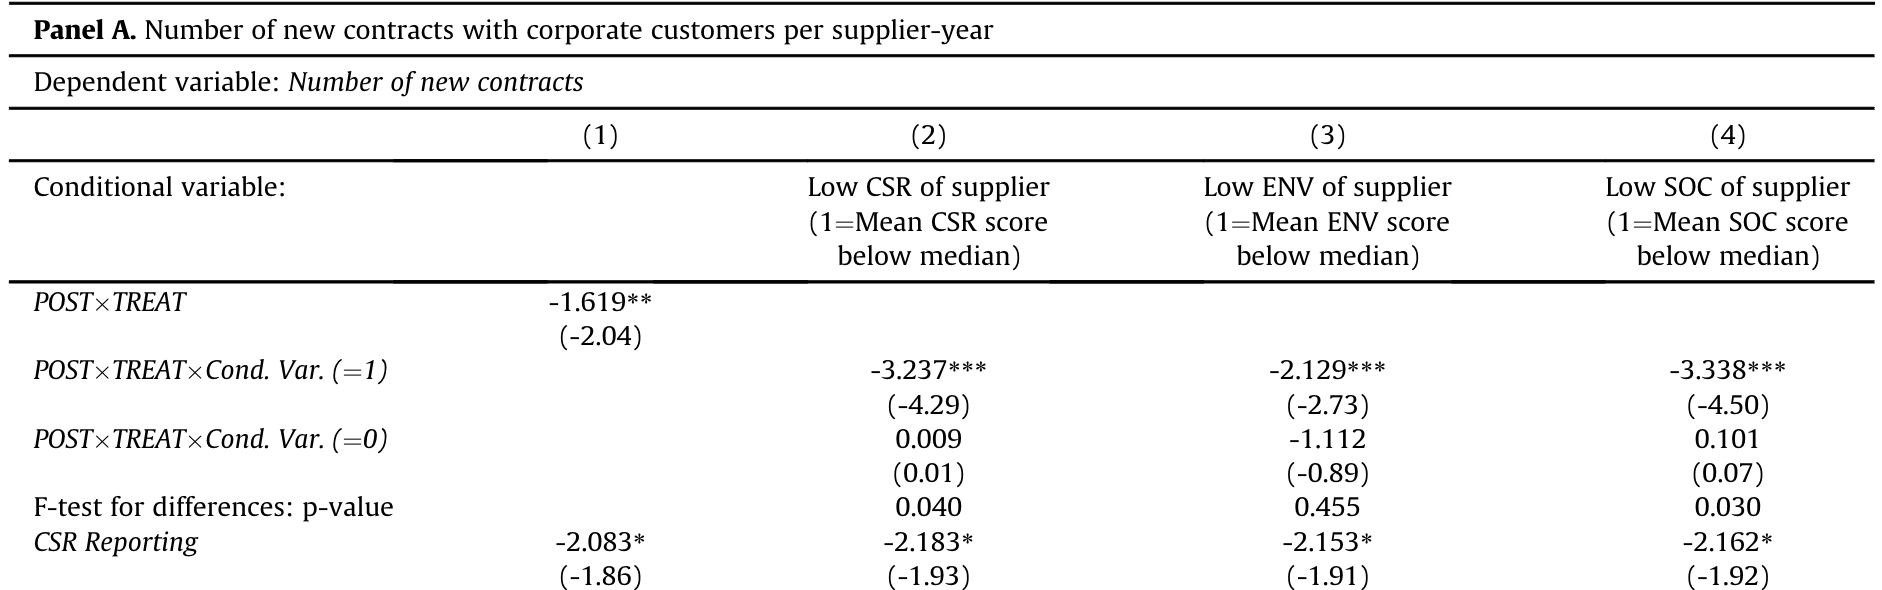 Panel A. Number of new contracts with corporate customers per supplier-year
Dependent variable: Number of new contracts
(1) (2) (3) (4)
Conditional variable: Low CSR of supplier Low ENV of supplier Low SOC of supplier
(1=Mean CSR score (1=Mean ENV score (1=Mean SOC score
below median) below median) below median)
POST×TREAT -1.619**
(-2.04)
POST×TREAT×Cond. Var. (=1) -3.237*** -2.129*** -3.338***
(-4.29) (-2.73) (-4.50)
POST×TREAT×Cond. Var. (=0) 0.009 -1.112 0.101
(0.01) (-0.89) (0.07)
F-test for differences: p-value 0.040 0.455 0.030
CSR Reporting -2.083* -2.183* -2.153* -2.162*
(-1.86) (-1.93) (-1.91) (-1.92)